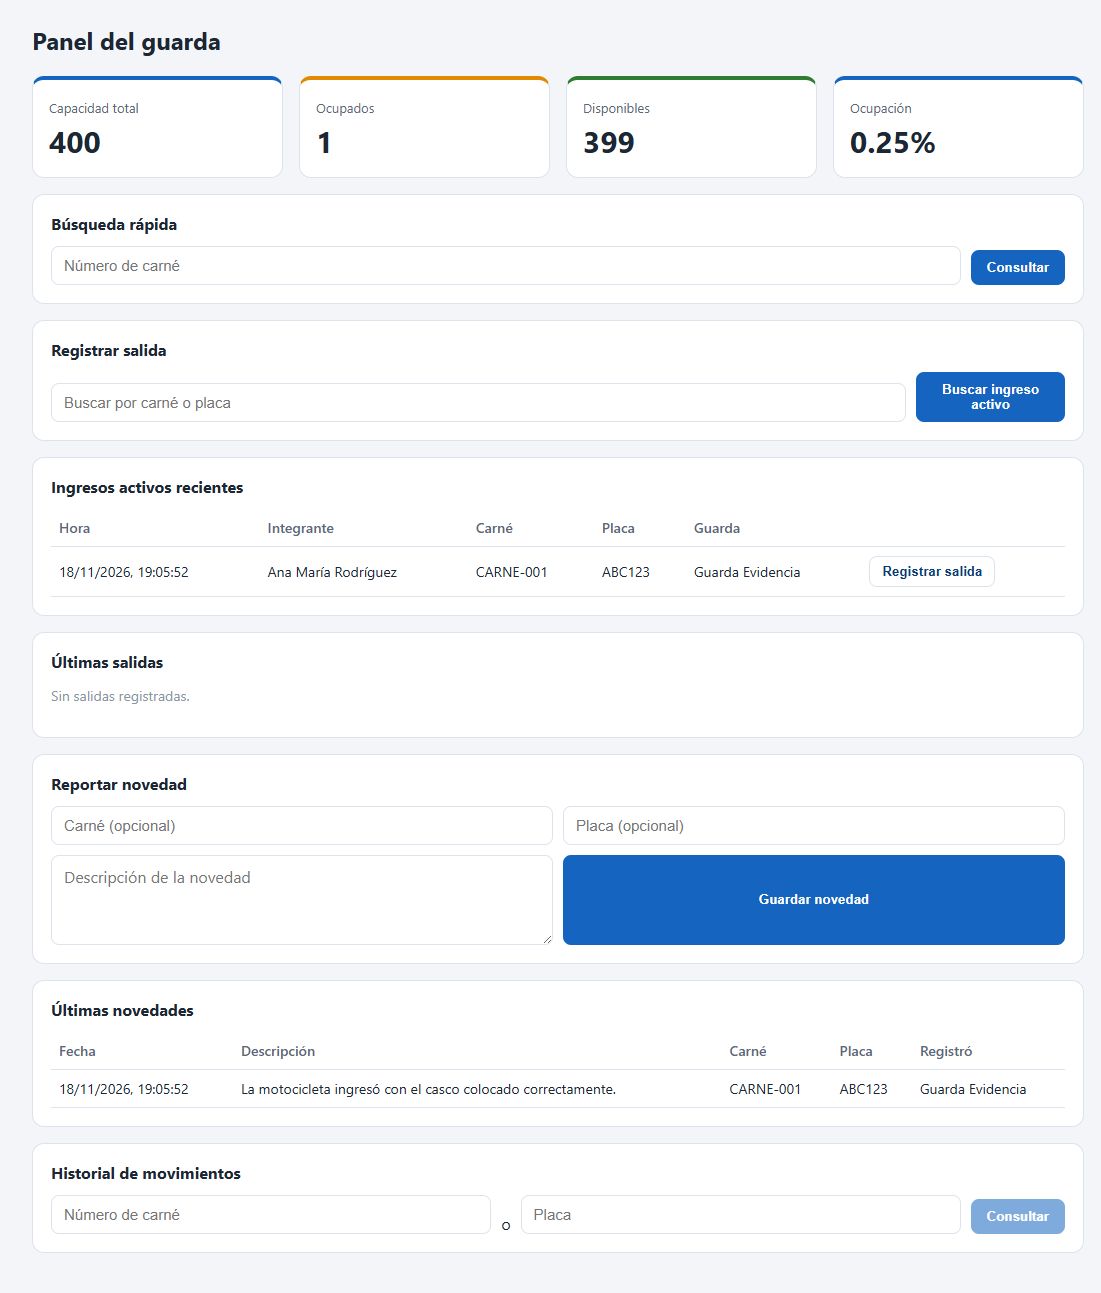 Panel del guarda
Capacidad total
400
Ocupados
1
Disponibles
399
Ocupación
0.25%
Búsqueda rápida
Número de carné
Consultar
Registrar salida
Buscar por carné o placa
Buscar ingreso
activo
Ingresos activos recientes
Hora Integrante Carné Placa Guarda
18/11/2026, 19:05:52 Ana María Rodríguez CARNE-001 ABC123 Guarda Evidencia Registrar salida
Últimas salidas
Sin salidas registradas.
Reportar novedad
Carné (opcional) Placa (opcional)
Descripción de la novedad
Guardar novedad
Últimas novedades
Fecha Descripción Carné Placa Registró
18/11/2026, 19:05:52 La motocicleta ingresó con el casco colocado correctamente. CARNE-001 ABC123 Guarda Evidencia
Historial de movimientos
Número de carné o Placa Consultar